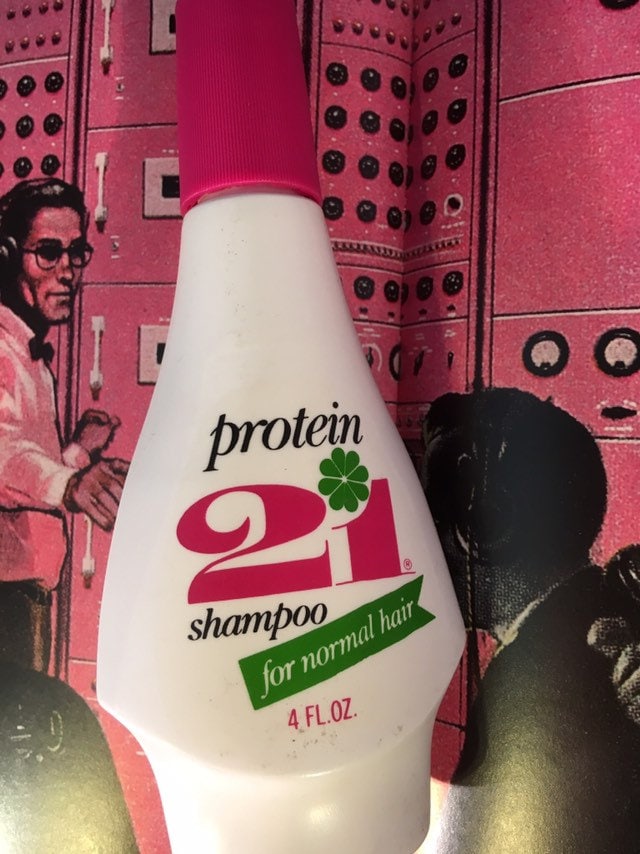 protein
21®
shampoo
for normal hair
4 FL.OZ.